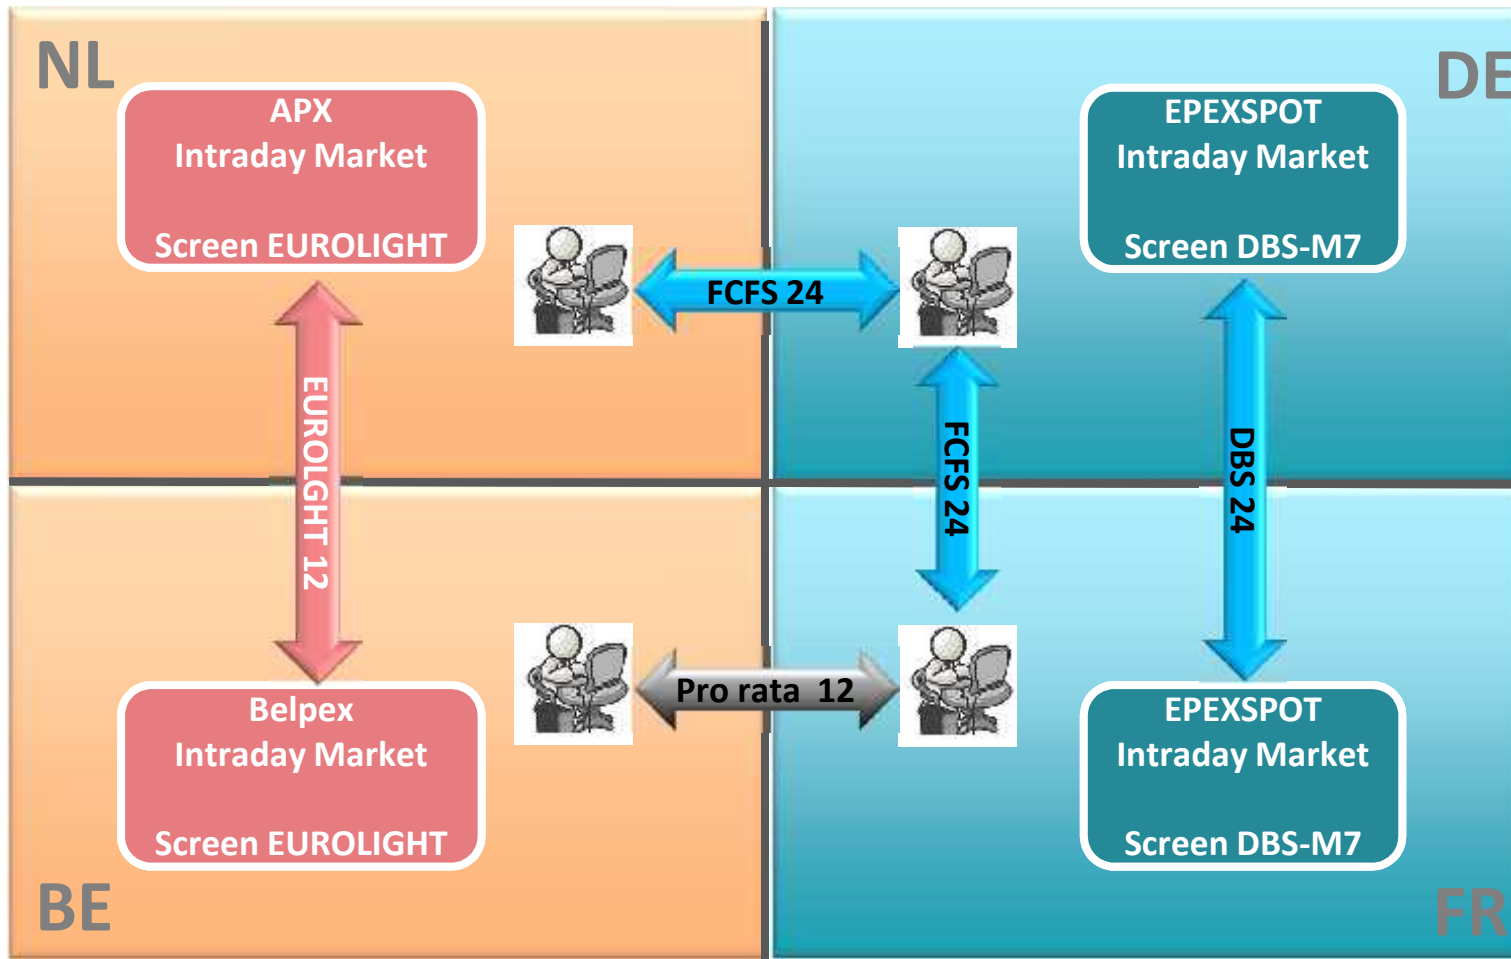 NL
APX
Intraday Market
Screen EUROLIGHT
DE
EPEXSPOT
Intraday Market
Screen DBS-M7
FCFS 24
EUROLGHT 12
FCFS 24
DBS 24
Pro rata 12
Belpex
Intraday Market
Screen EUROLIGHT
BE
EPEXSPOT
Intraday Market
Screen DBS-M7
FR